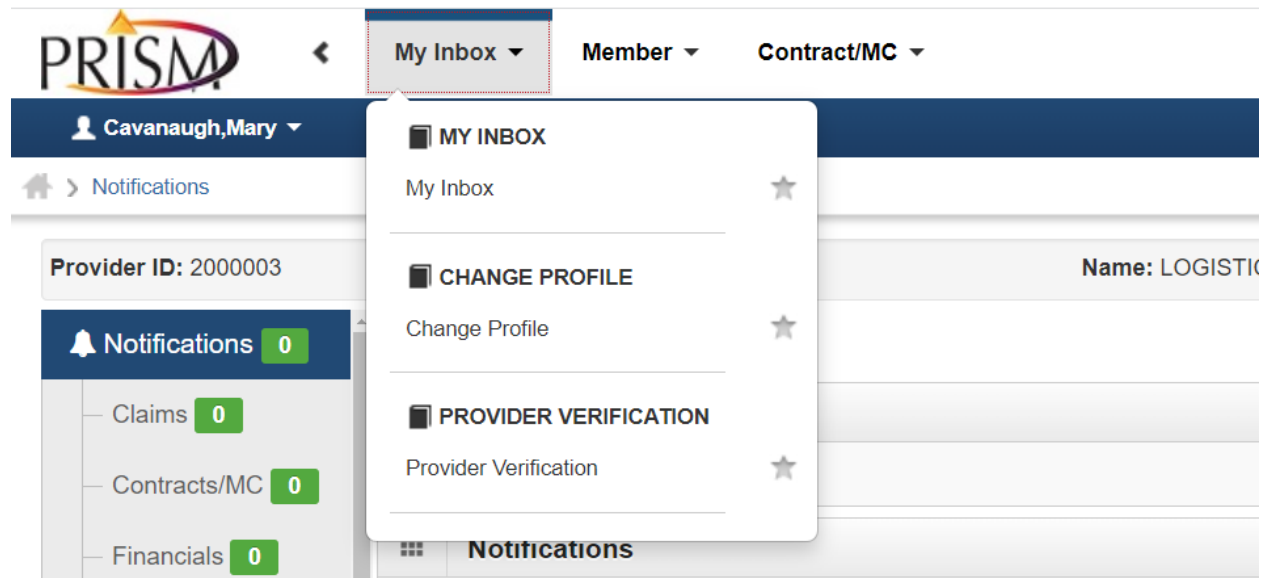 PRISM
My Inbox Member Contract/MC
Cavanaugh,Mary
MY INBOX
Notifications
My Inbox
Provider ID: 2000003
Name: LOGISTIC
CHANGE PROFILE
Change Profile
Notifications 0
Claims 0
PROVIDER VERIFICATION
Provider Verification
Contracts/MC 0
Financials 0
Notifications